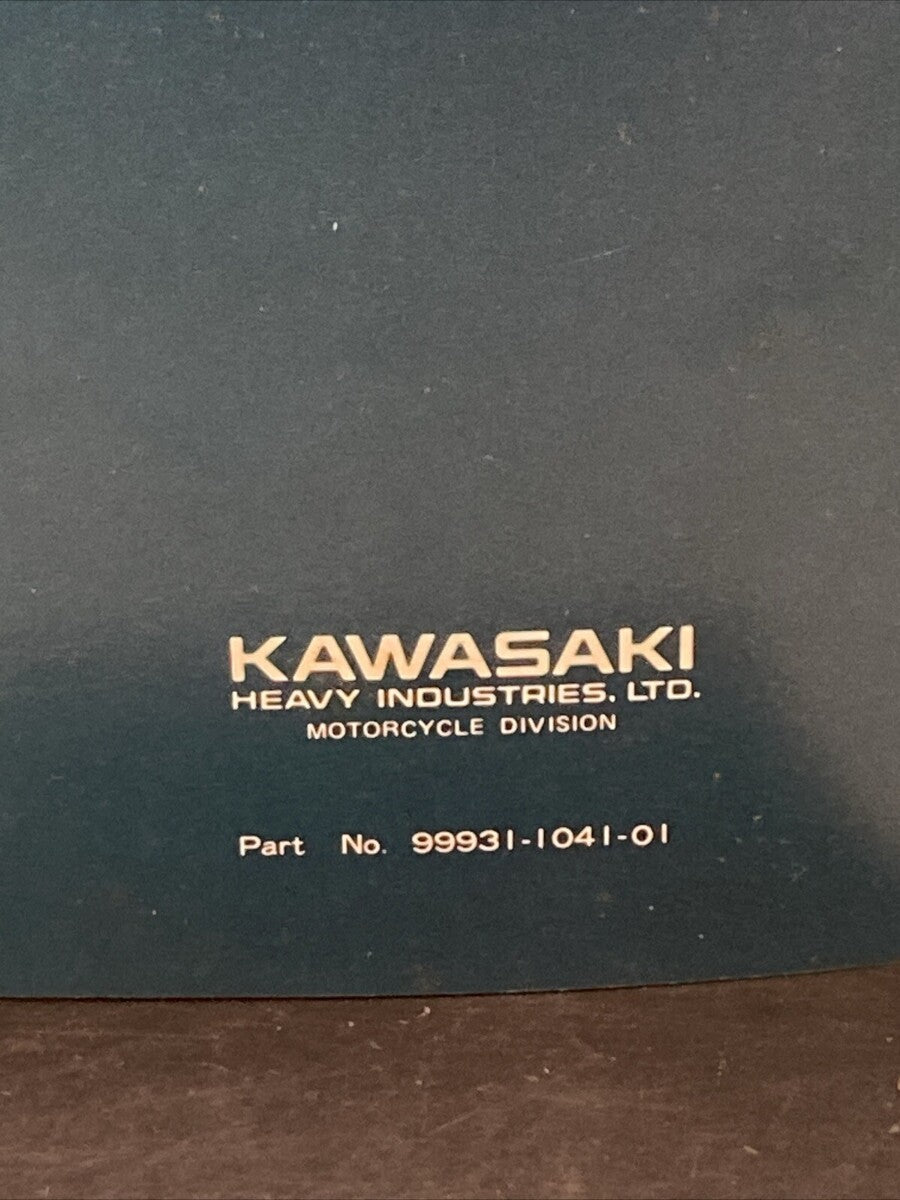 KAWASAKI
HEAVY INDUSTRIES. LTD.
MOTORCYCLE DIVISION
Part No. 99931-1041-01